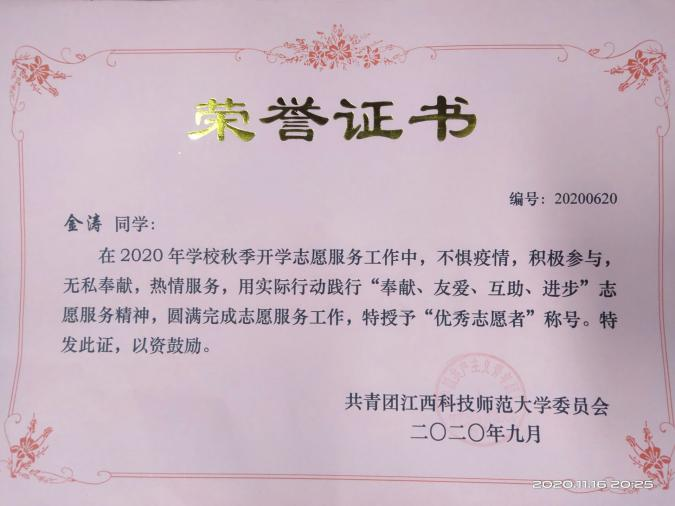 荣誉证书
编号：20200620
金涛 同学：
在 2020 年学校秋季开学志愿服务工作中，不惧疫情，积极参与，
无私奉献，热情服务，用实际行动践行“奉献、友爱、互助、进步”志
愿服务精神，圆满完成志愿服务工作，特授予“优秀志愿者”称号。特
发此证，以资鼓励。
共青团江西科技师范大学委员会
二〇二〇年九月
2020.11.16 20:25